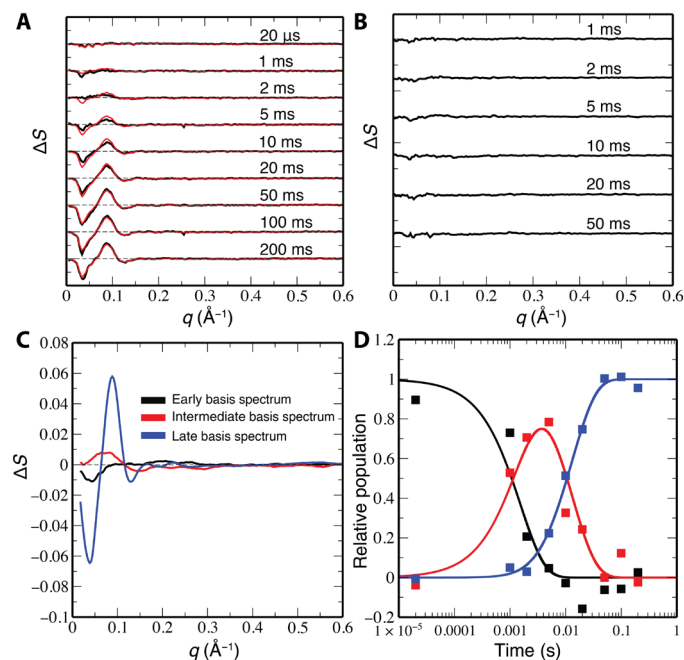 A
20 µs
1 ms
2 ms
5 ms
10 ms
20 ms
50 ms
100 ms
200 ms
ΔS
0 0.1 0.2 0.3 0.4 0.5 0.6
q (Å⁻¹)
B
1 ms
2 ms
5 ms
10 ms
20 ms
50 ms
ΔS
0 0.1 0.2 0.3 0.4 0.5 0.6
q (Å⁻¹)
C
0.08
0.06
0.04
0.02
0
−0.02
−0.04
−0.06
−0.08
−0.1
ΔS
Early basis spectrum
Intermediate basis spectrum
Late basis spectrum
0 0.1 0.2 0.3 0.4 0.5 0.6
q (Å⁻¹)
D
1.2
1
0.8
0.6
0.4
0.2
0
−0.2
Relative population
1 × 10⁻⁵ 0.0001 0.001 0.01 0.1 1
Time (s)